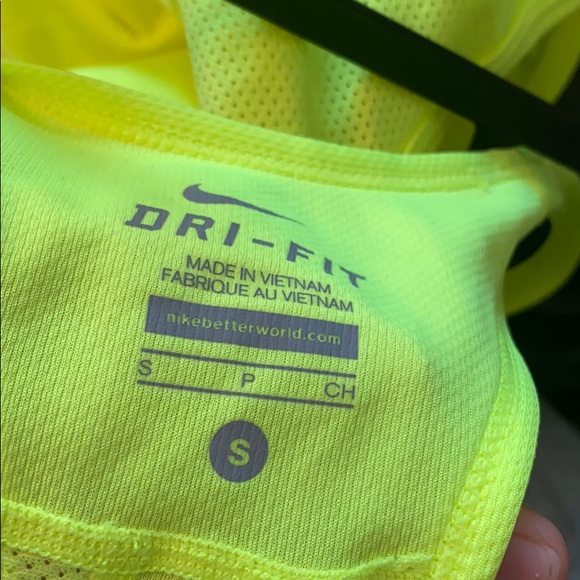 DRI-FIT
MADE IN VIETNAM
FABRIQUE AU VIETNAM
nikebetterworld.com
S P CH
S